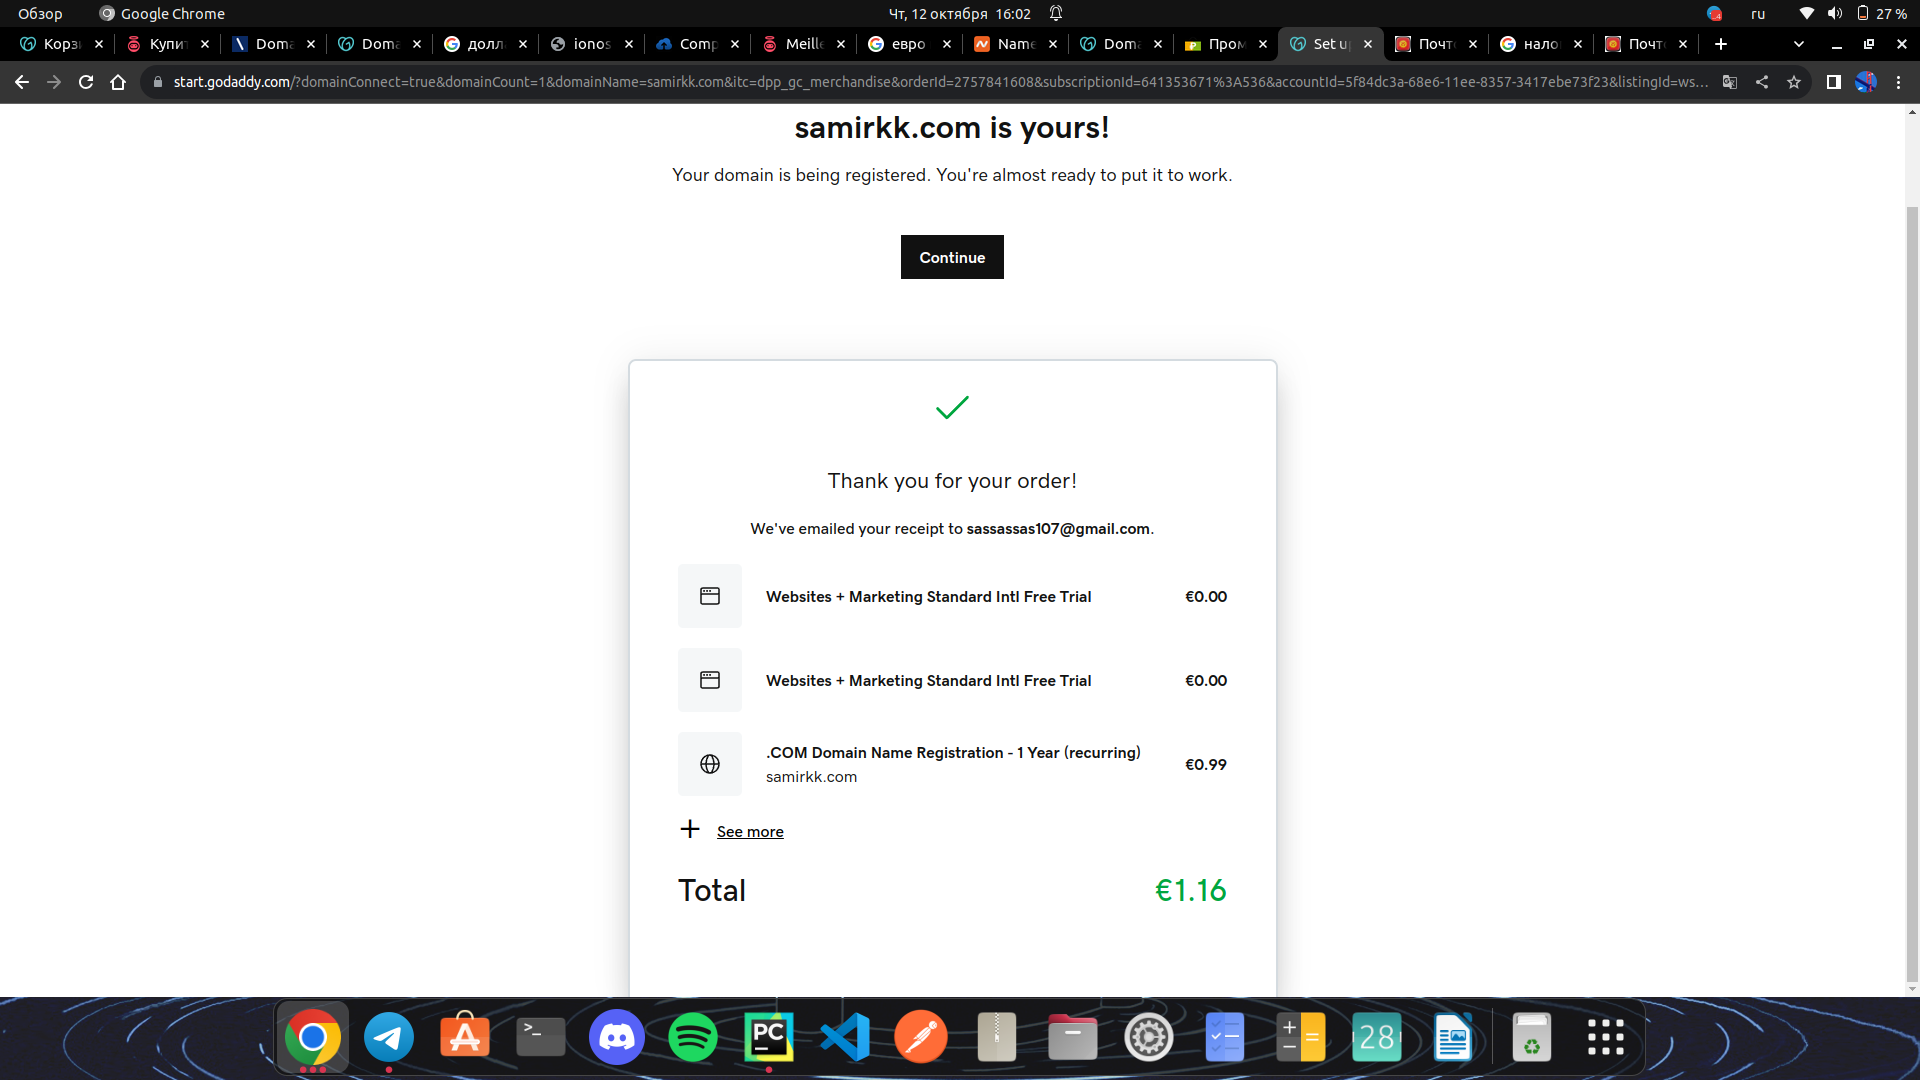 Обзор
Google Chrome
Чт, 12 октября 16:02
ru
27 %
Корзи
Купит
Doma
Doma
долл
ionos
Comp
Meille
евро
Name
Doma
Пром
Set up
Почт
нало
Почт
start.godaddy.com/?domainConnect=true&domainCount=1&domainName=samirkk.com&itc=dpp_gc_merchandise&orderId=2757841608&subscriptionId=641353671%3A536&accountId=5f84dc3a-68e6-11ee-8357-3417ebe73f23&listingId=ws...
samirkk.com is yours!
Your domain is being registered. You're almost ready to put it to work.
Continue
Thank you for your order!
We've emailed your receipt to sassassas107@gmail.com.
Websites + Marketing Standard Intl Free Trial
€0.00
Websites + Marketing Standard Intl Free Trial
€0.00
.COM Domain Name Registration - 1 Year (recurring)
samirkk.com
€0.99
See more
Total
€1.16
PC
28